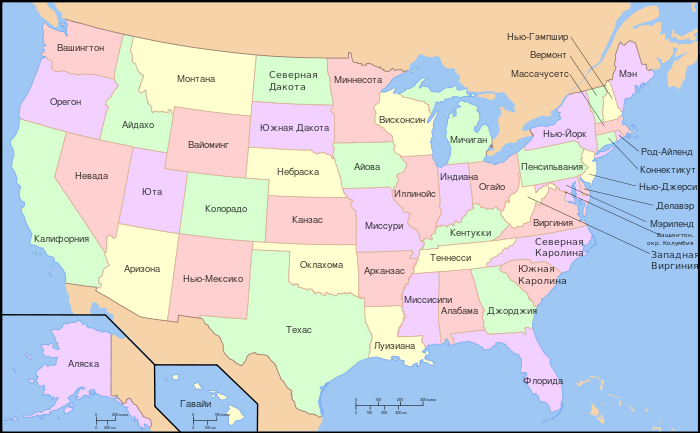 Нью-Гэмпшир
Вермонт
Массачусетс
Вашингтон
Монтана
Северная
Дакота
Миннесота
Мэн
Орегон
Айдахо
Южная Дакота
Висконсин
Мичиган
Нью-Йорк
Вайоминг
Род-Айленд
Невада
Юта
Небраска
Айова
Иллинойс
Индиана
Огайо
Пенсильвания
Коннектикут
Нью-Джерси
Колорадо
Канзас
Миссури
Кентукки
Виргиния
Делавэр
Мэриленд
Вашингтон,
окр. Колумбия
Калифорния
Аризона
Нью-Мексико
Оклахома
Арканзас
Теннесси
Северная
Каролина
Западная
Виргиния
Южная
Каролина
Техас
Миссисипи
Алабама
Джорджия
Луизиана
Флорида
Аляска
Гавайи